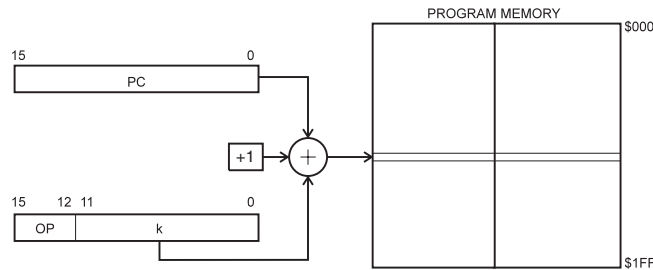 PROGRAM MEMORY
$000
15 0
PC
+1
+
15 12 11 0
OP k
$1FF